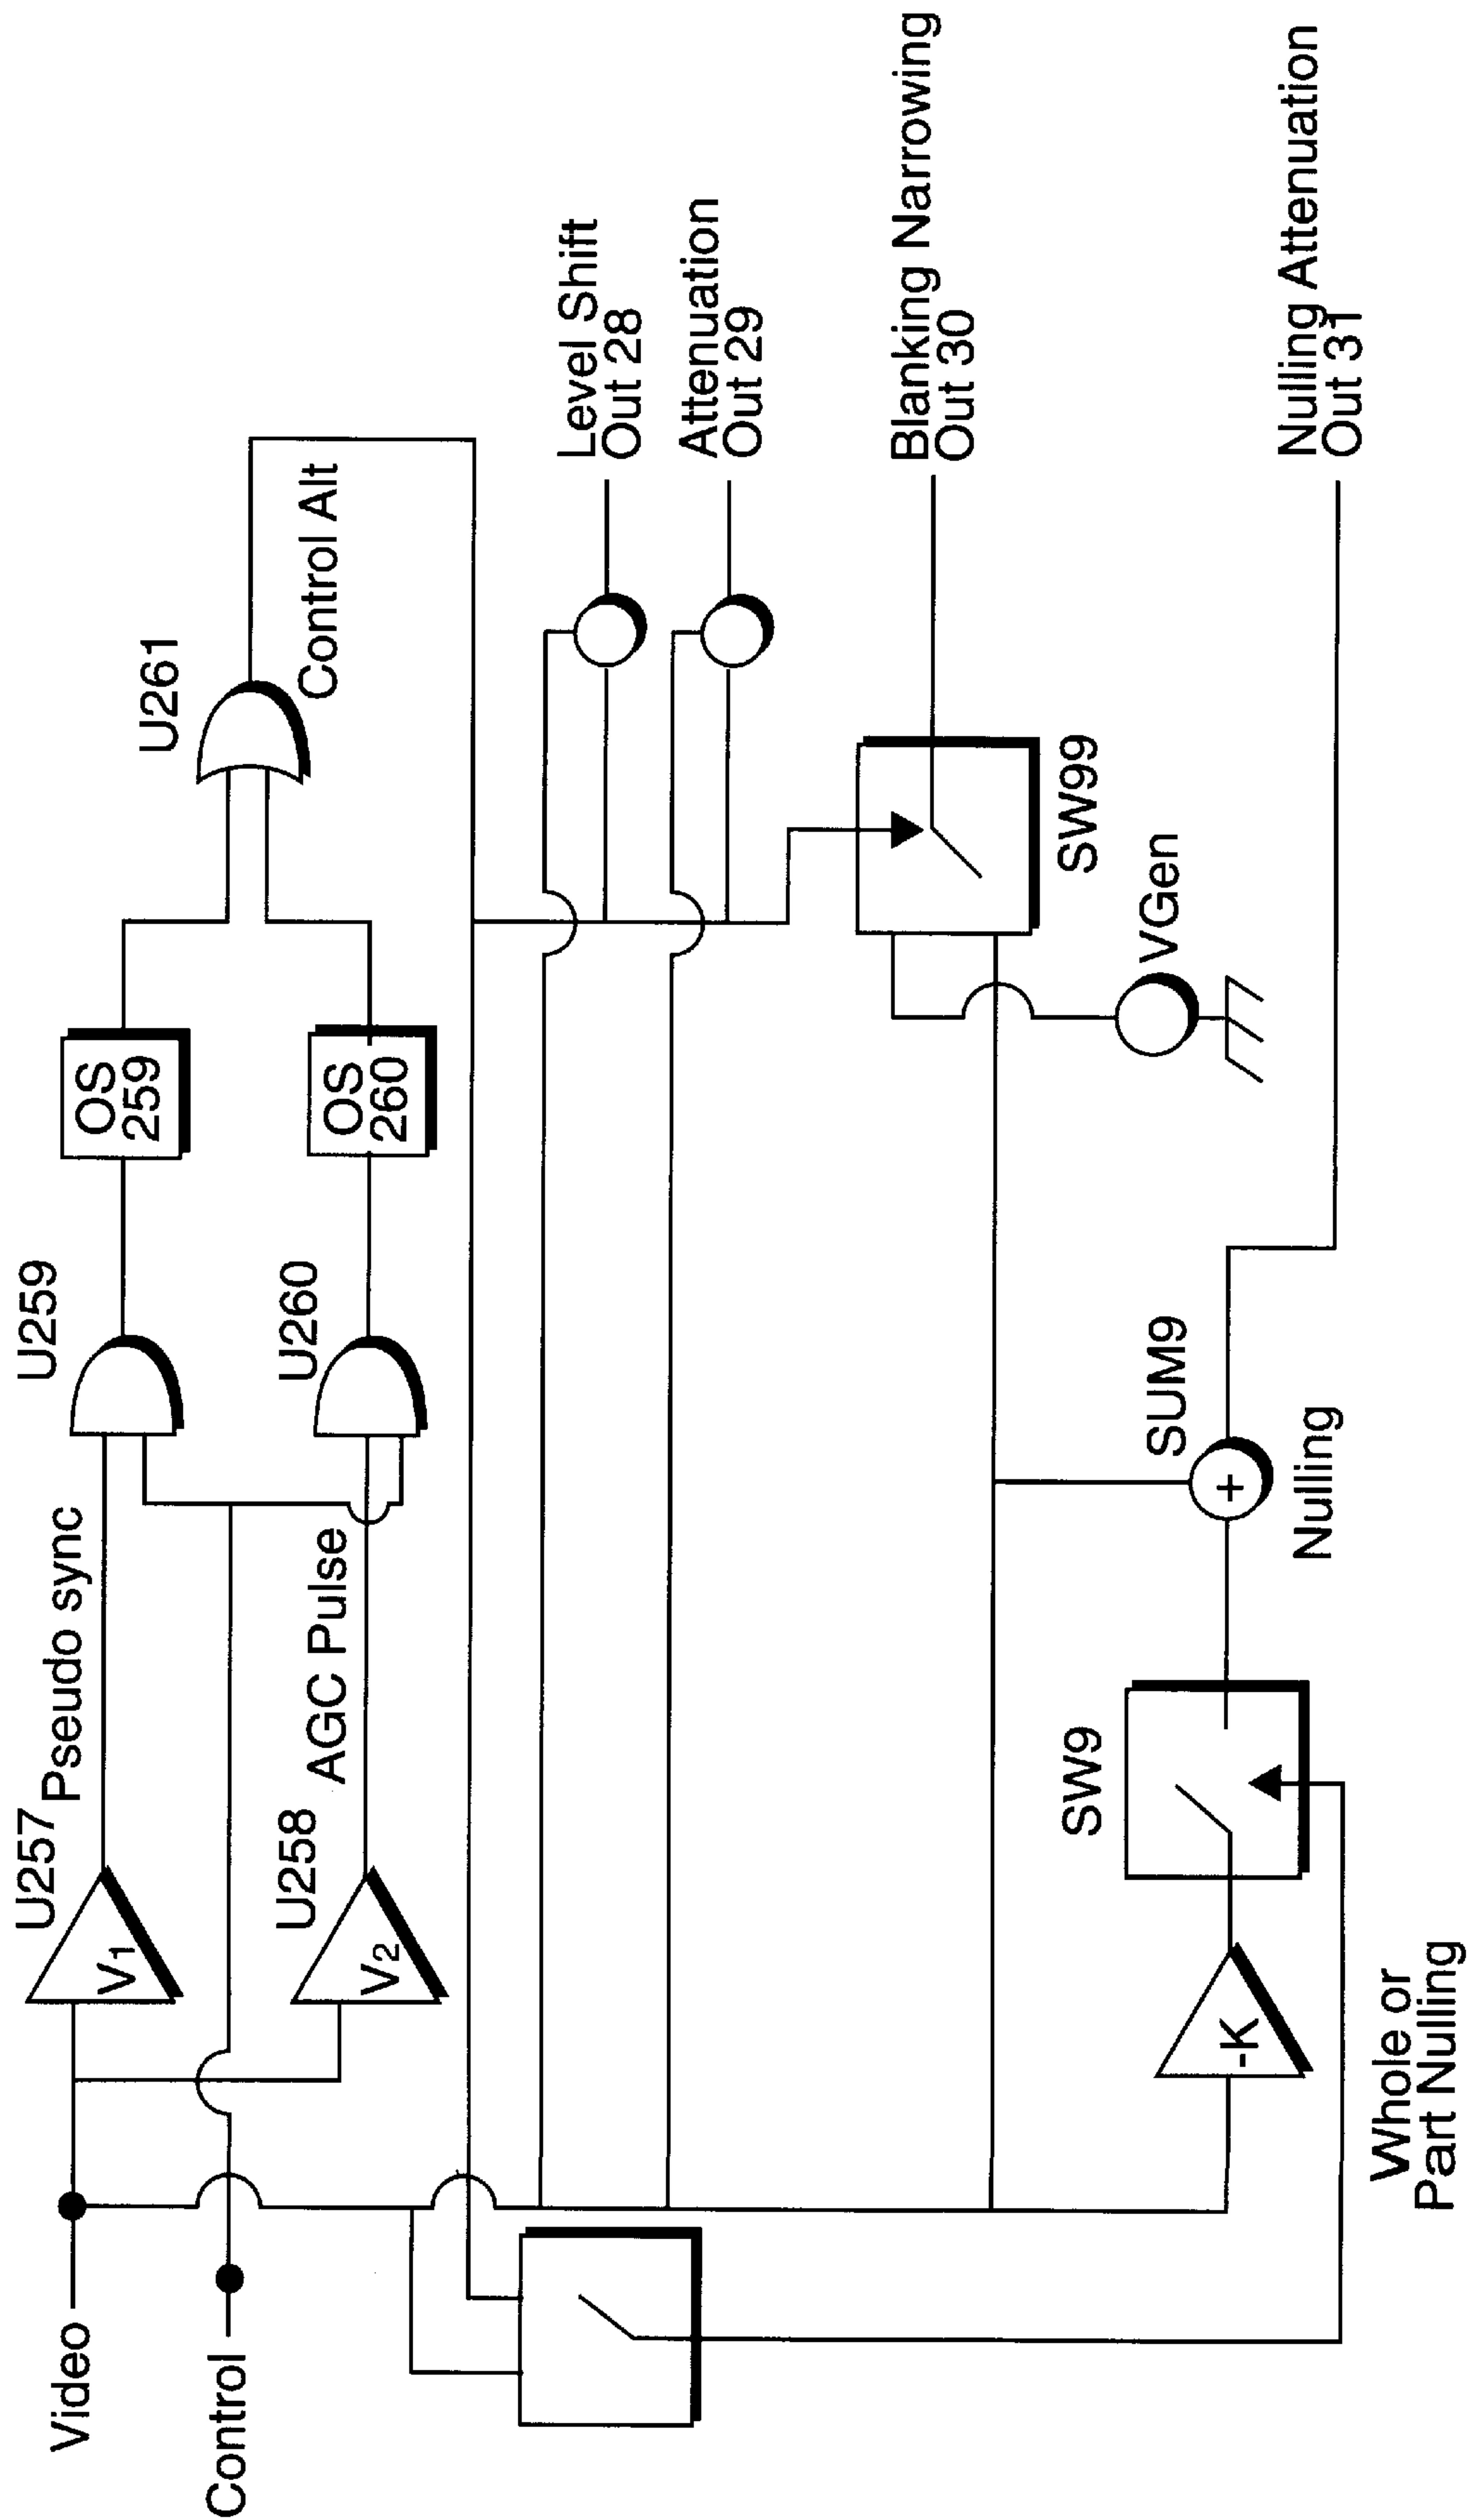 Video
Control
U257
Pseudo sync
V1
U258
AGC Pulse
V2
U259
U260
OS
259
OS
260
U261
Control Alt
Level Shift
Out 28
Attenuation
Out 29
Blanking Narrowing
Out 30
SW99
VGen
Nulling Attenuation
Out 31
SUM9
+
Nulling
SW9
-K
Whole or
Part Nulling